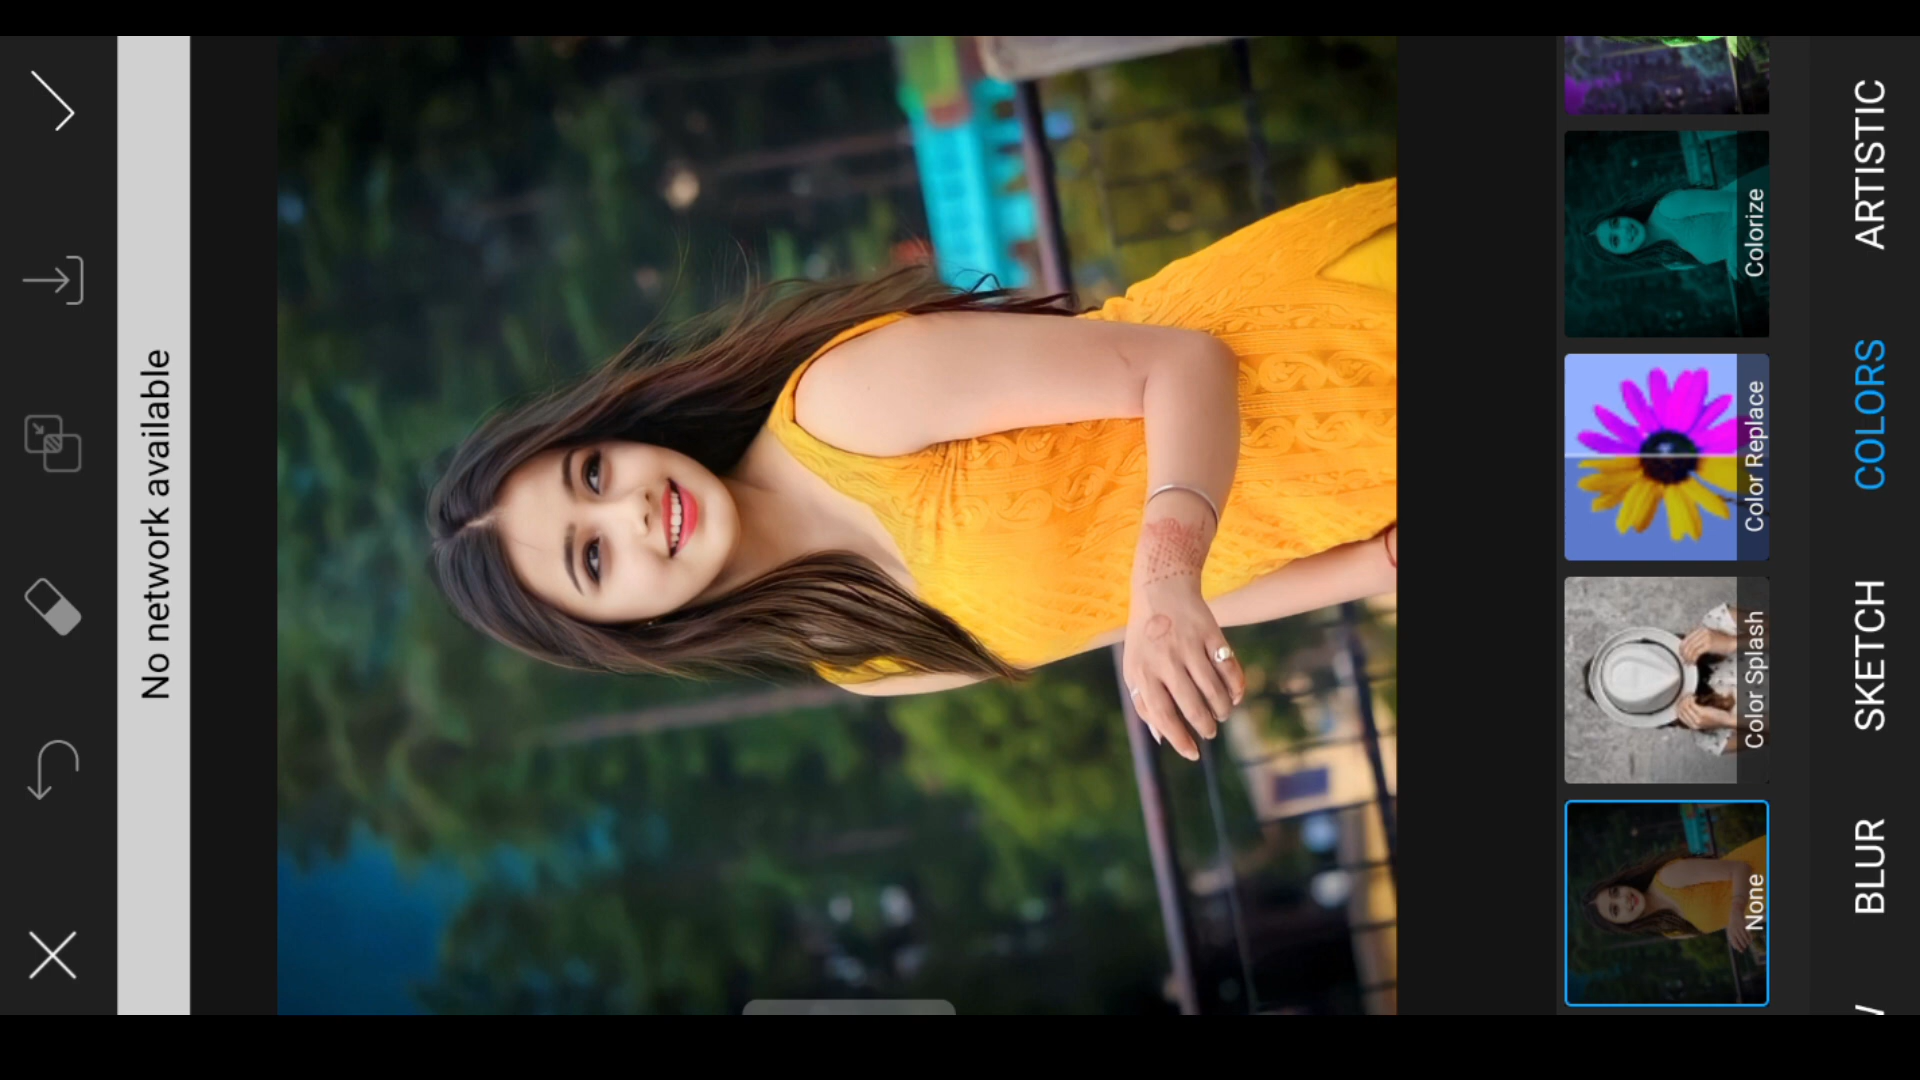 No network available
None
Color Splash
Color Replace
Colorize
BLUR
SKETCH
COLORS
ARTISTIC